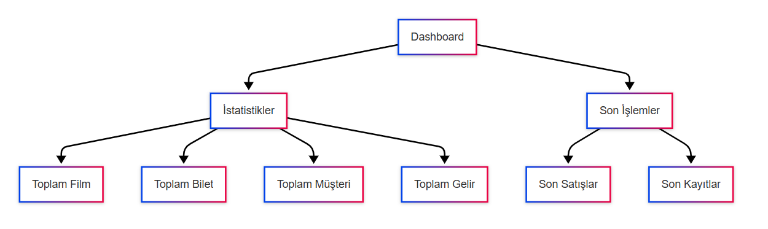 Dashboard
İstatistikler
Son İşlemler
Toplam Film
Toplam Bilet
Toplam Müşteri
Toplam Gelir
Son Satışlar
Son Kayıtlar